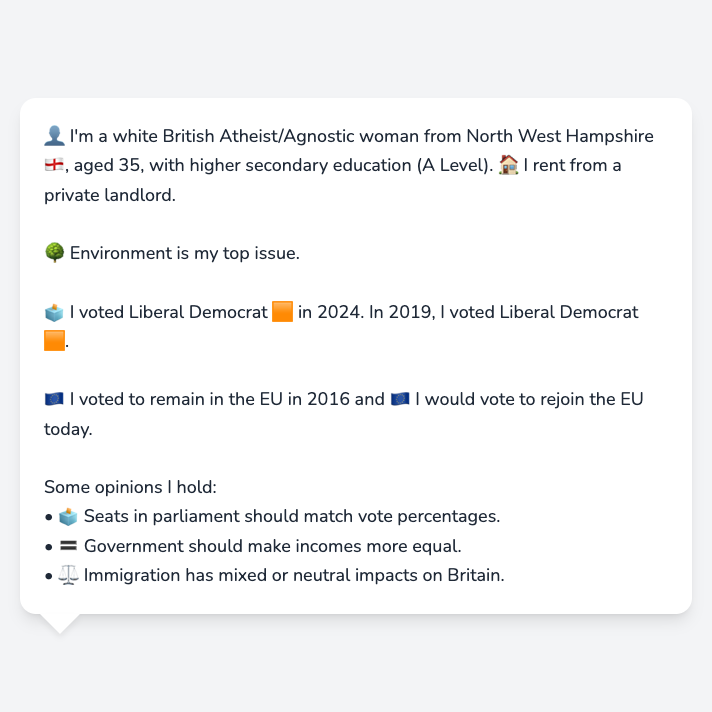 👤 I'm a white British Atheist/Agnostic woman from North West Hampshire
🏴󠁧󠁢󠁥󠁮󠁧󠁿, aged 35, with higher secondary education (A Level). 🏠 I rent from a
private landlord.
🌳 Environment is my top issue.
🗳️ I voted Liberal Democrat 🟧 in 2024. In 2019, I voted Liberal Democrat
🟧.
🇪🇺 I voted to remain in the EU in 2016 and 🇪🇺 I would vote to rejoin the EU
today.
Some opinions I hold:
• 🗳️ Seats in parliament should match vote percentages.
• 🟰 Government should make incomes more equal.
• ⚖️ Immigration has mixed or neutral impacts on Britain.